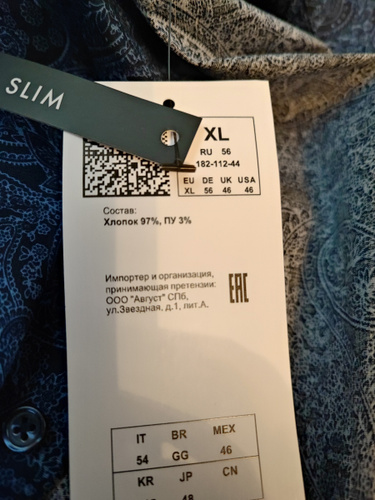 SLIM
XL
RU 56
182-112-44
EU DE UK USA
XL 56 46 46
Состав:
Хлопок 97%, ПУ 3%
Импортер и организация,
принимающая претензии:
ООО "Август" СПб,
ул.Звездная, д.1, лит.А.
EAC
IT BR MEX
54 GG 46
KR JP CN
48